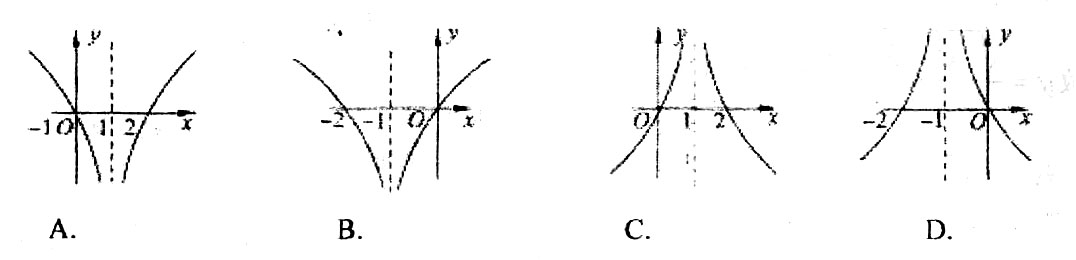 y y y y
-1 O 1 2 x -2 -1 O x O 1 2 x -2 -1 O x
A. B. C. D.